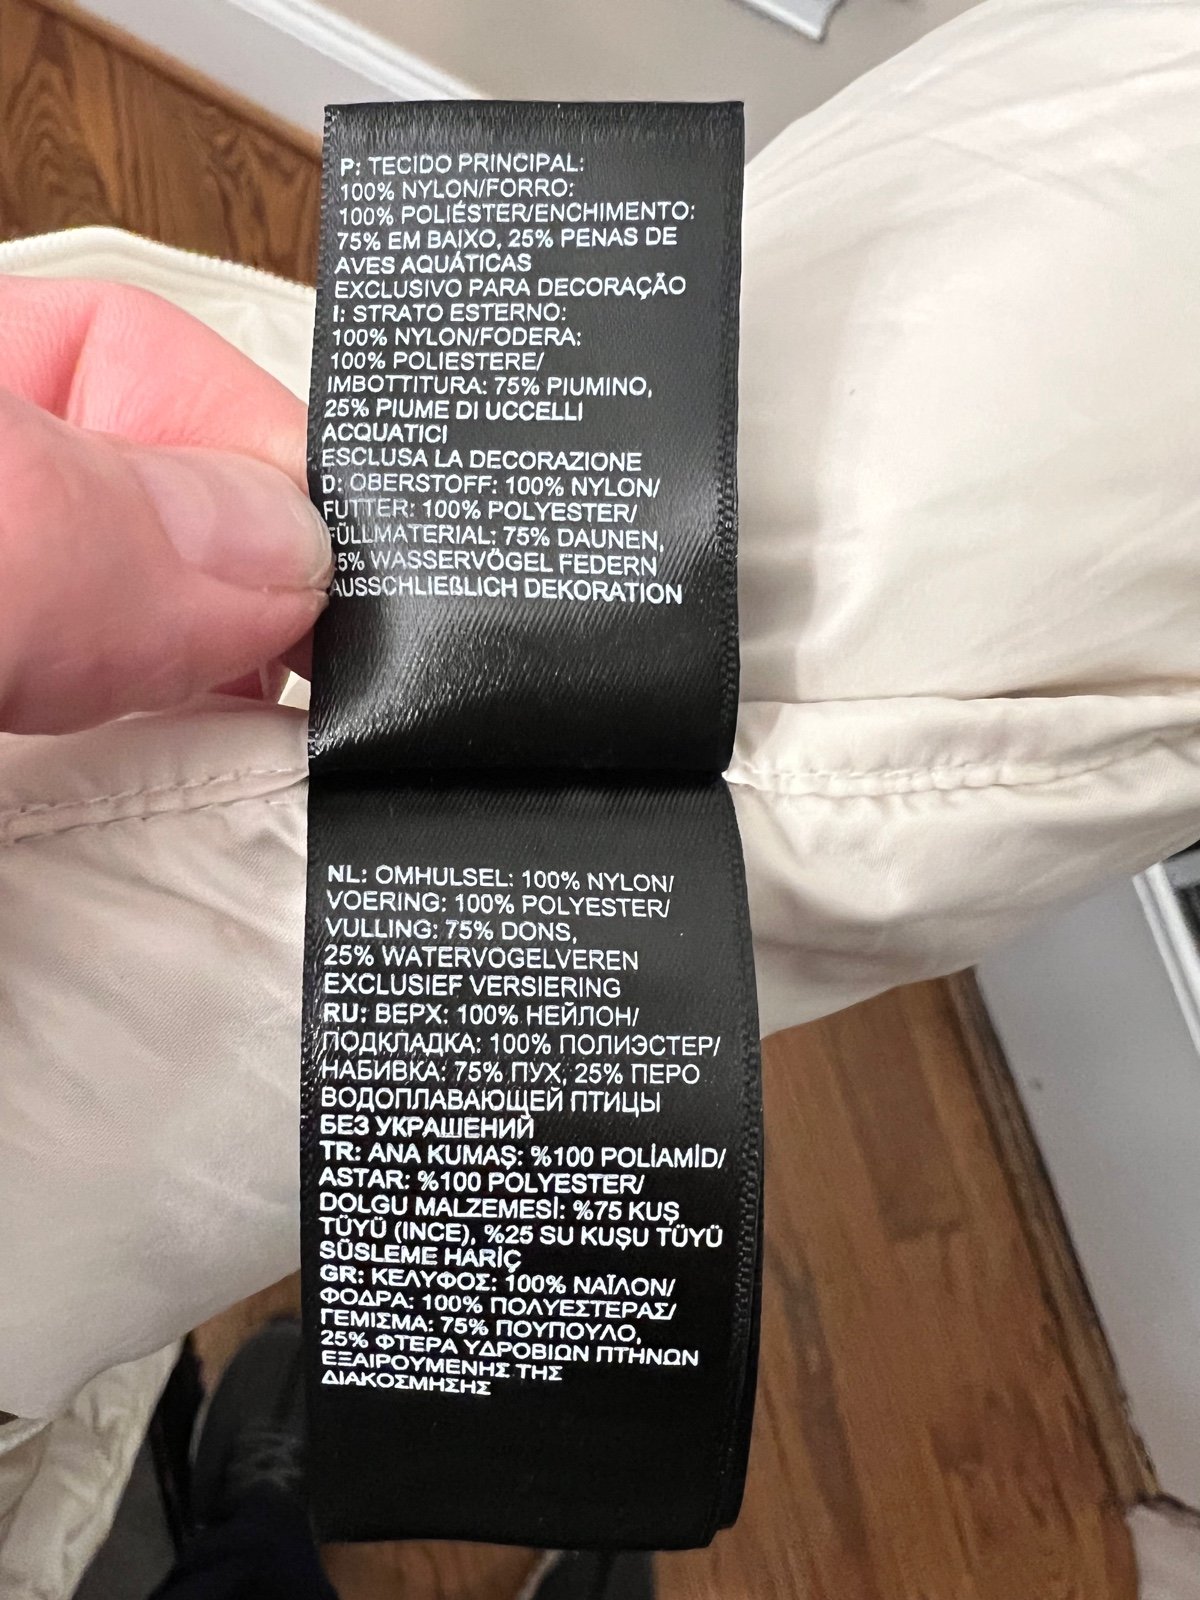 P: TECIDO PRINCIPAL:
100% NYLON/FORRO:
100% POLIÉSTER/ENCHIMENTO:
75% EM BAIXO, 25% PENAS DE
AVES AQUÁTICAS
EXCLUSIVO PARA DECORAÇÃO
I: STRATO ESTERNO:
100% NYLON/FODERA:
100% POLIESTERE/
IMBOTTITURA: 75% PIUMINO,
25% PIUME DI UCCELLI
ACQUATICI
ESCLUSA LA DECORAZIONE
D: OBERSTOFF: 100% NYLON/
FUTTER: 100% POLYESTER/
FÜLLMATERIAL: 75% DAUNEN,
25% WASSERVÖGEL FEDERN
AUSSCHLIEßLICH DEKORATION
NL: OMHULSEL: 100% NYLON/
VOERING: 100% POLYESTER/
VULLING: 75% DONS,
25% WATERVOGELVEREN
EXCLUSIEF VERSIERING
RU: ВЕРХ: 100% НЕЙЛОН/
ПОДКЛАДКА: 100% ПОЛИЭСТЕР/
НАБИВКА: 75% ПУХ, 25% ПЕРО
ВОДОПЛАВАЮЩЕЙ ПТИЦЫ
БЕЗ УКРАШЕНИЙ
TR: ANA KUMAŞ: %100 POLİAMİD/
ASTAR: %100 POLYESTER/
DOLGU MALZEMESİ: %75 KUŞ
TÜYÜ (INCE), %25 SU KUŞU TÜYÜ
SÜSLEME HARİÇ
GR: ΚΕΛΥΦΟΣ: 100% ΝΑΪΛΟΝ/
ΦΟΔΡΑ: 100% ΠΟΛΥΕΣΤΕΡΑΣ/
ΓΕΜΙΣΜΑ: 75% ΠΟΥΠΟΥΛΟ,
25% ΦΤΕΡΑ ΥΔΡΟΒΙΩΝ ΠΤΗΝΩΝ
ΕΞΑΙΡΟΥΜΕΝΗΣ ΤΗΣ
ΔΙΑΚΟΣΜΗΣΗΣ